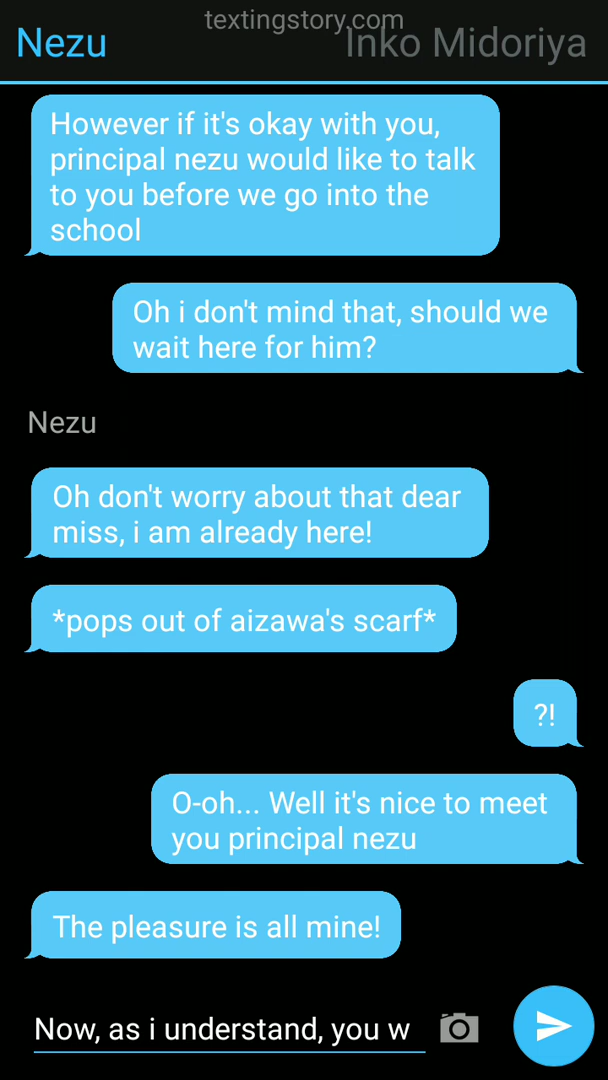 textingstory.com
Nezu
Inko Midoriya
However if it's okay with you,
principal nezu would like to talk
to you before we go into the
school
Oh i don't mind that, should we
wait here for him?
Nezu
Oh don't worry about that dear
miss, i am already here!
*pops out of aizawa's scarf*
?!
O-oh... Well it's nice to meet
you principal nezu
The pleasure is all mine!
Now, as i understand, you w